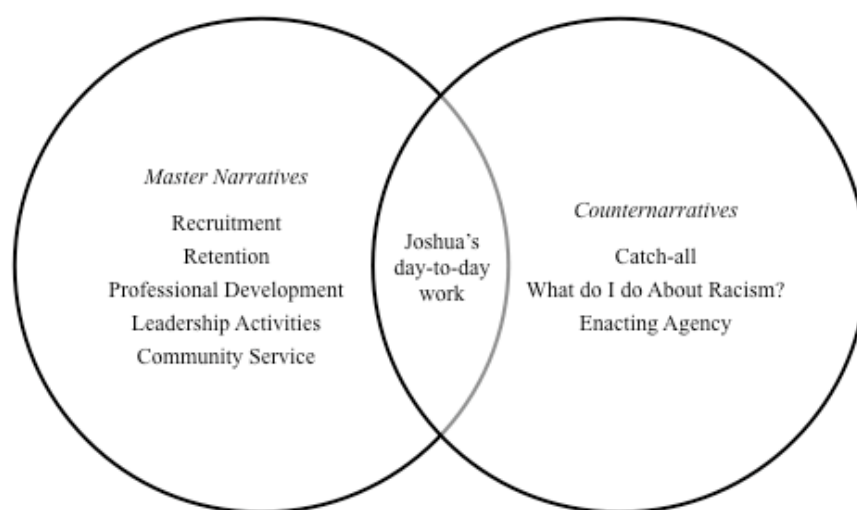 Master Narratives
Recruitment
Retention
Professional Development
Leadership Activities
Community Service
Joshua’s
day-to-day
work
Counternarratives
Catch-all
What do I do About Racism?
Enacting Agency